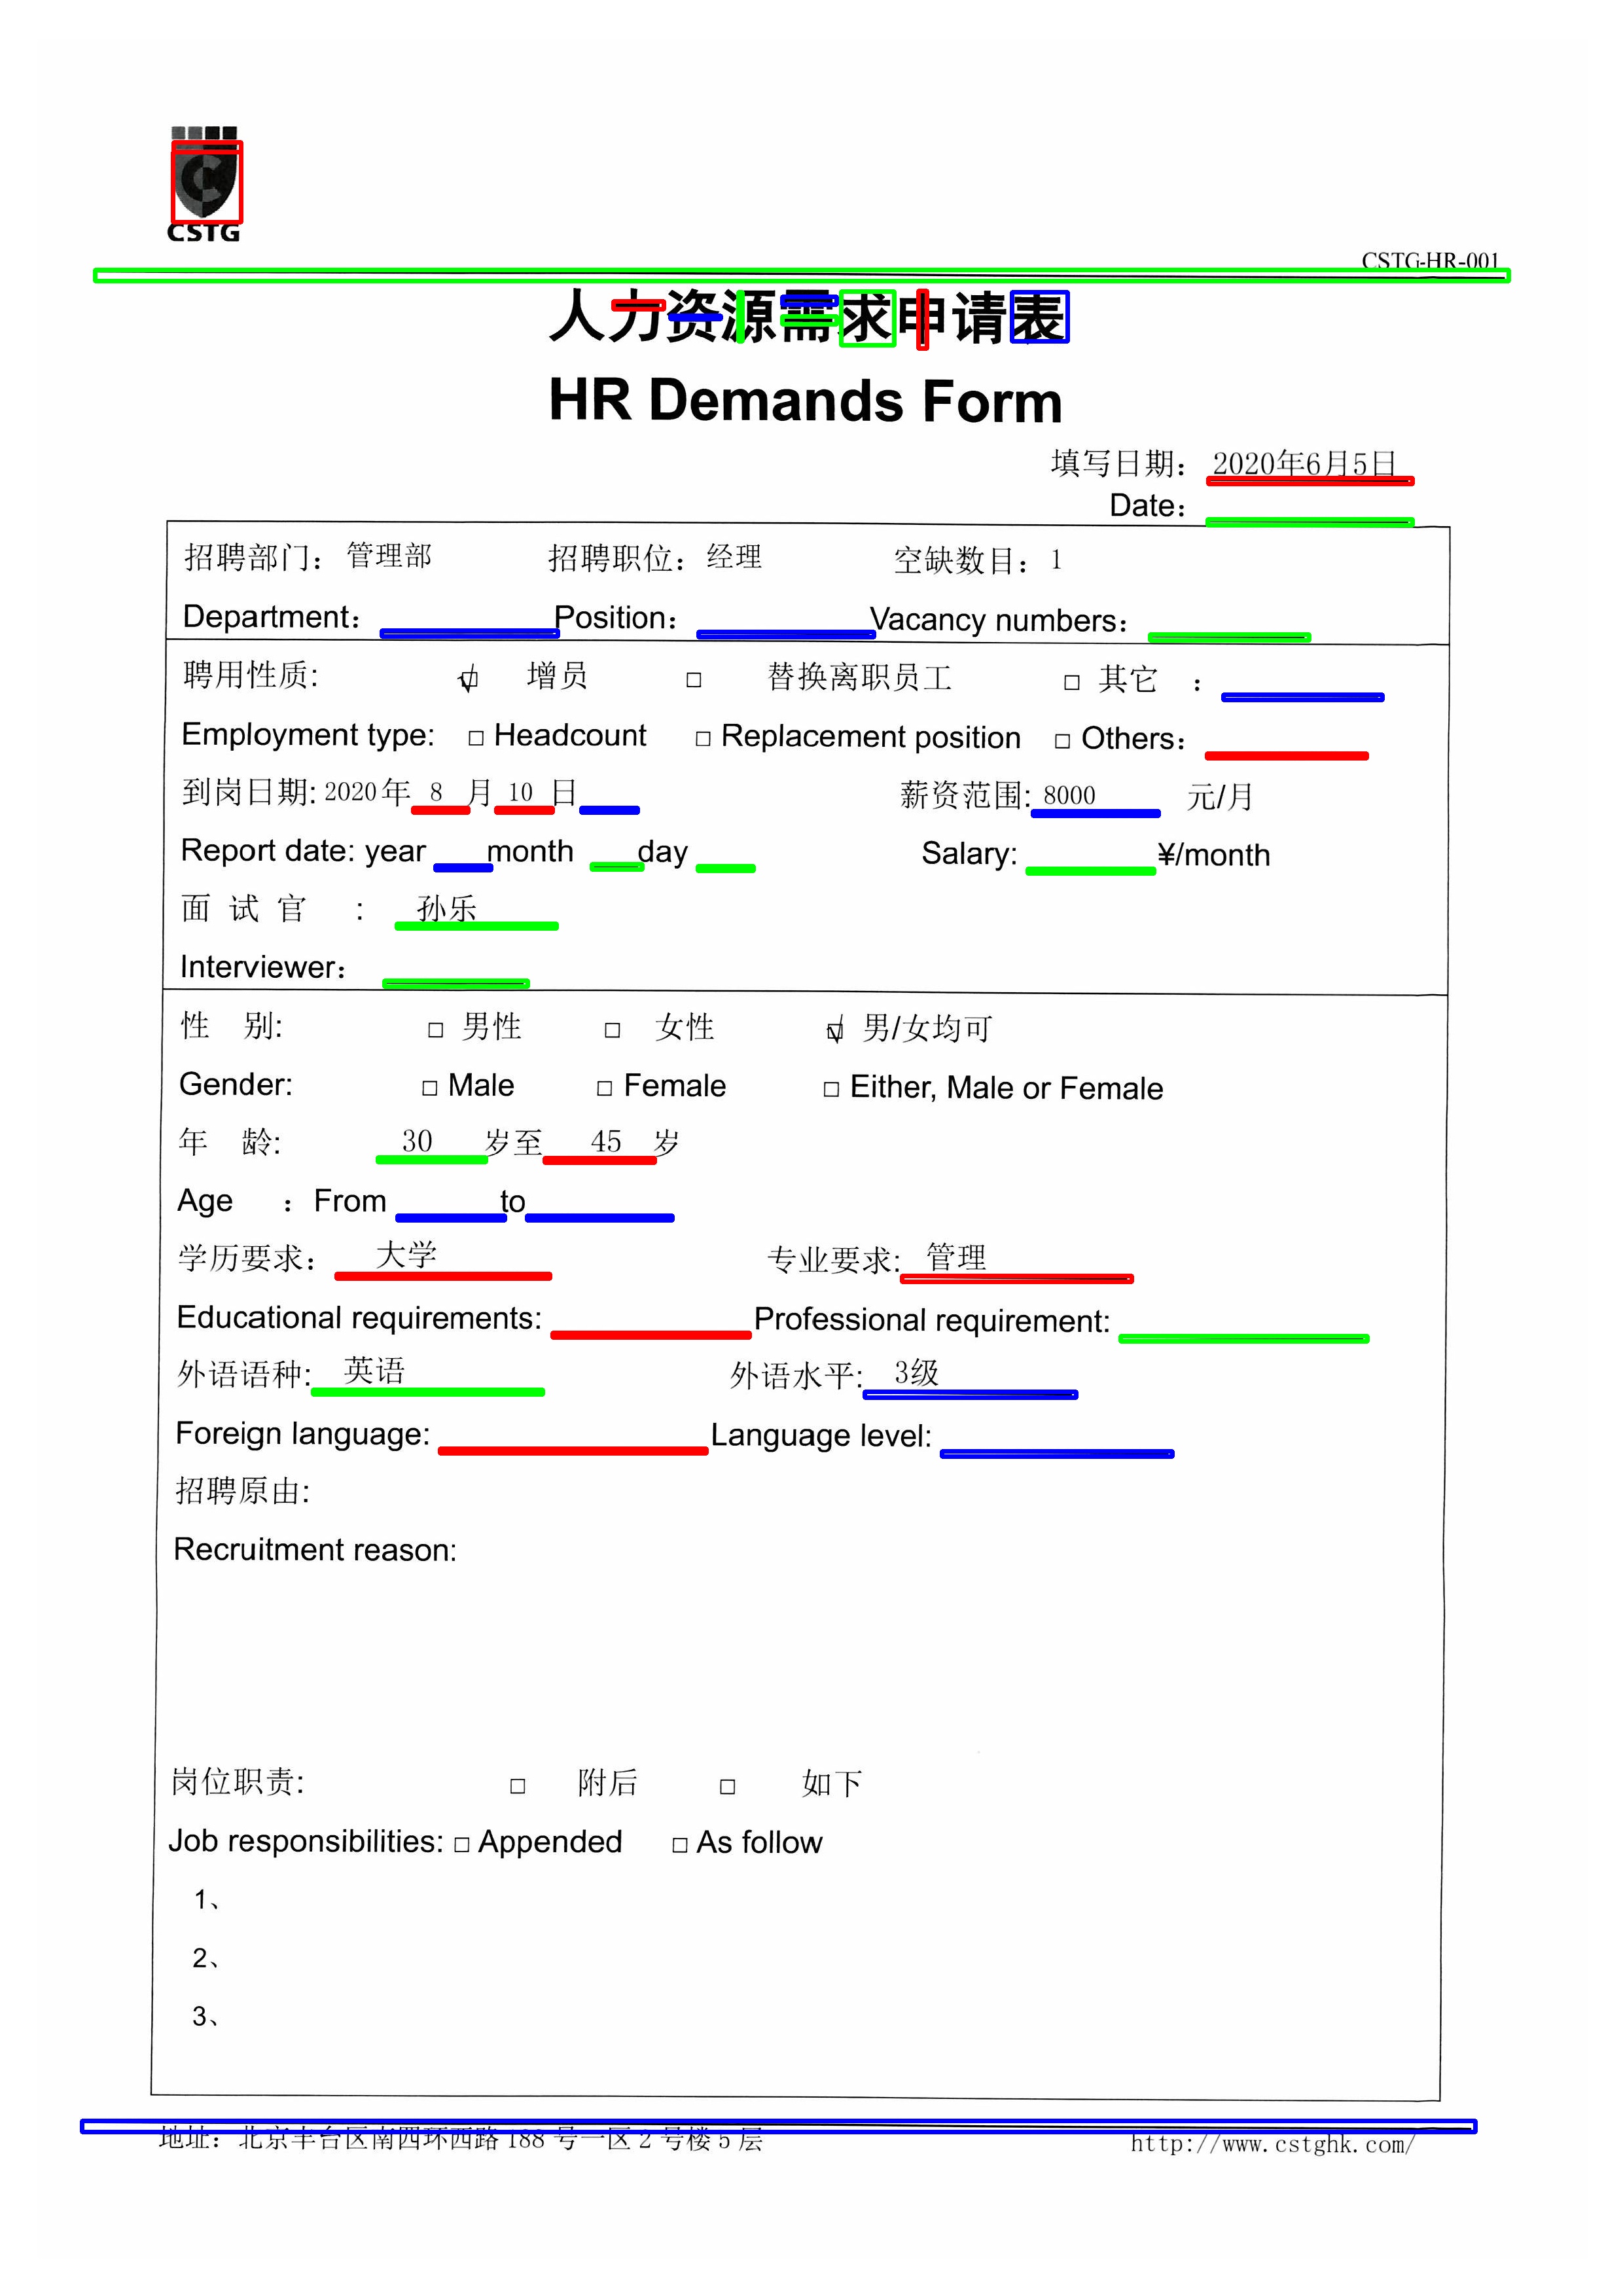 CSTG
CSTG-HR-001
人力资源需求申请表
HR Demands Form
填写日期: 2020年6月5日
Date:
招聘部门: 管理部 招聘职位: 经理 空缺数目: 1
Department: Position: Vacancy numbers:
聘用性质: √□ 增员 □ 替换离职员工 □ 其它 :
Employment type: □ Headcount □ Replacement position □ Others:
到岗日期: 2020年 8 月 10 日 薪资范围: 8000 元/月
Report date: year month day Salary: ¥/month
面 试 官 : 孙乐
Interviewer:
性 别: □ 男性 □ 女性 √□ 男/女均可
Gender: □ Male □ Female □ Either, Male or Female
年 龄: 30 岁至 45 岁
Age : From to
学历要求: 大学 专业要求: 管理
Educational requirements: Professional requirement:
外语语种: 英语 外语水平: 3级
Foreign language: Language level:
招聘原由:
Recruitment reason:
岗位职责: □ 附后 □ 如下
Job responsibilities: □ Appended □ As follow
1、
2、
3、
地址: 北京丰台区南四环西路 188 号一区 2 号楼 5 层 http://www.cstghk.com/